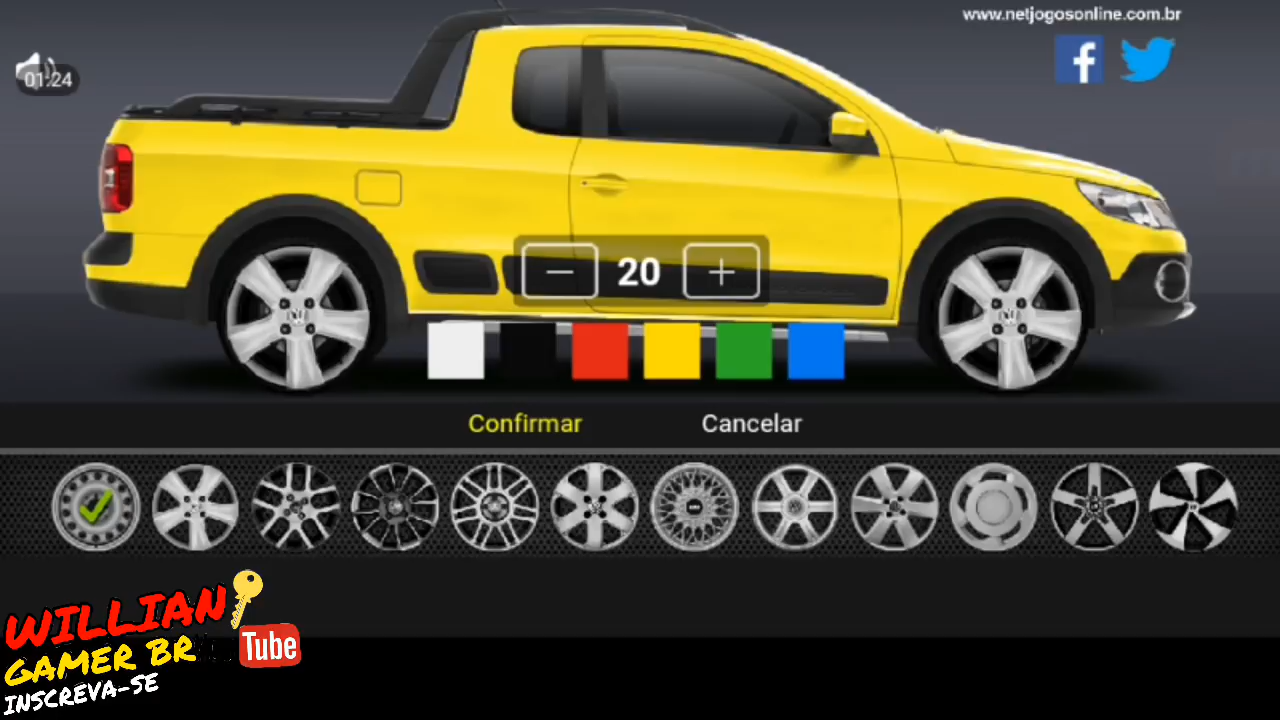 www.netjogosonline.com.br
f
01:24
20
Confirmar
Cancelar
WILLIAN
GAMER BR
Tube
INSCREVA-SE